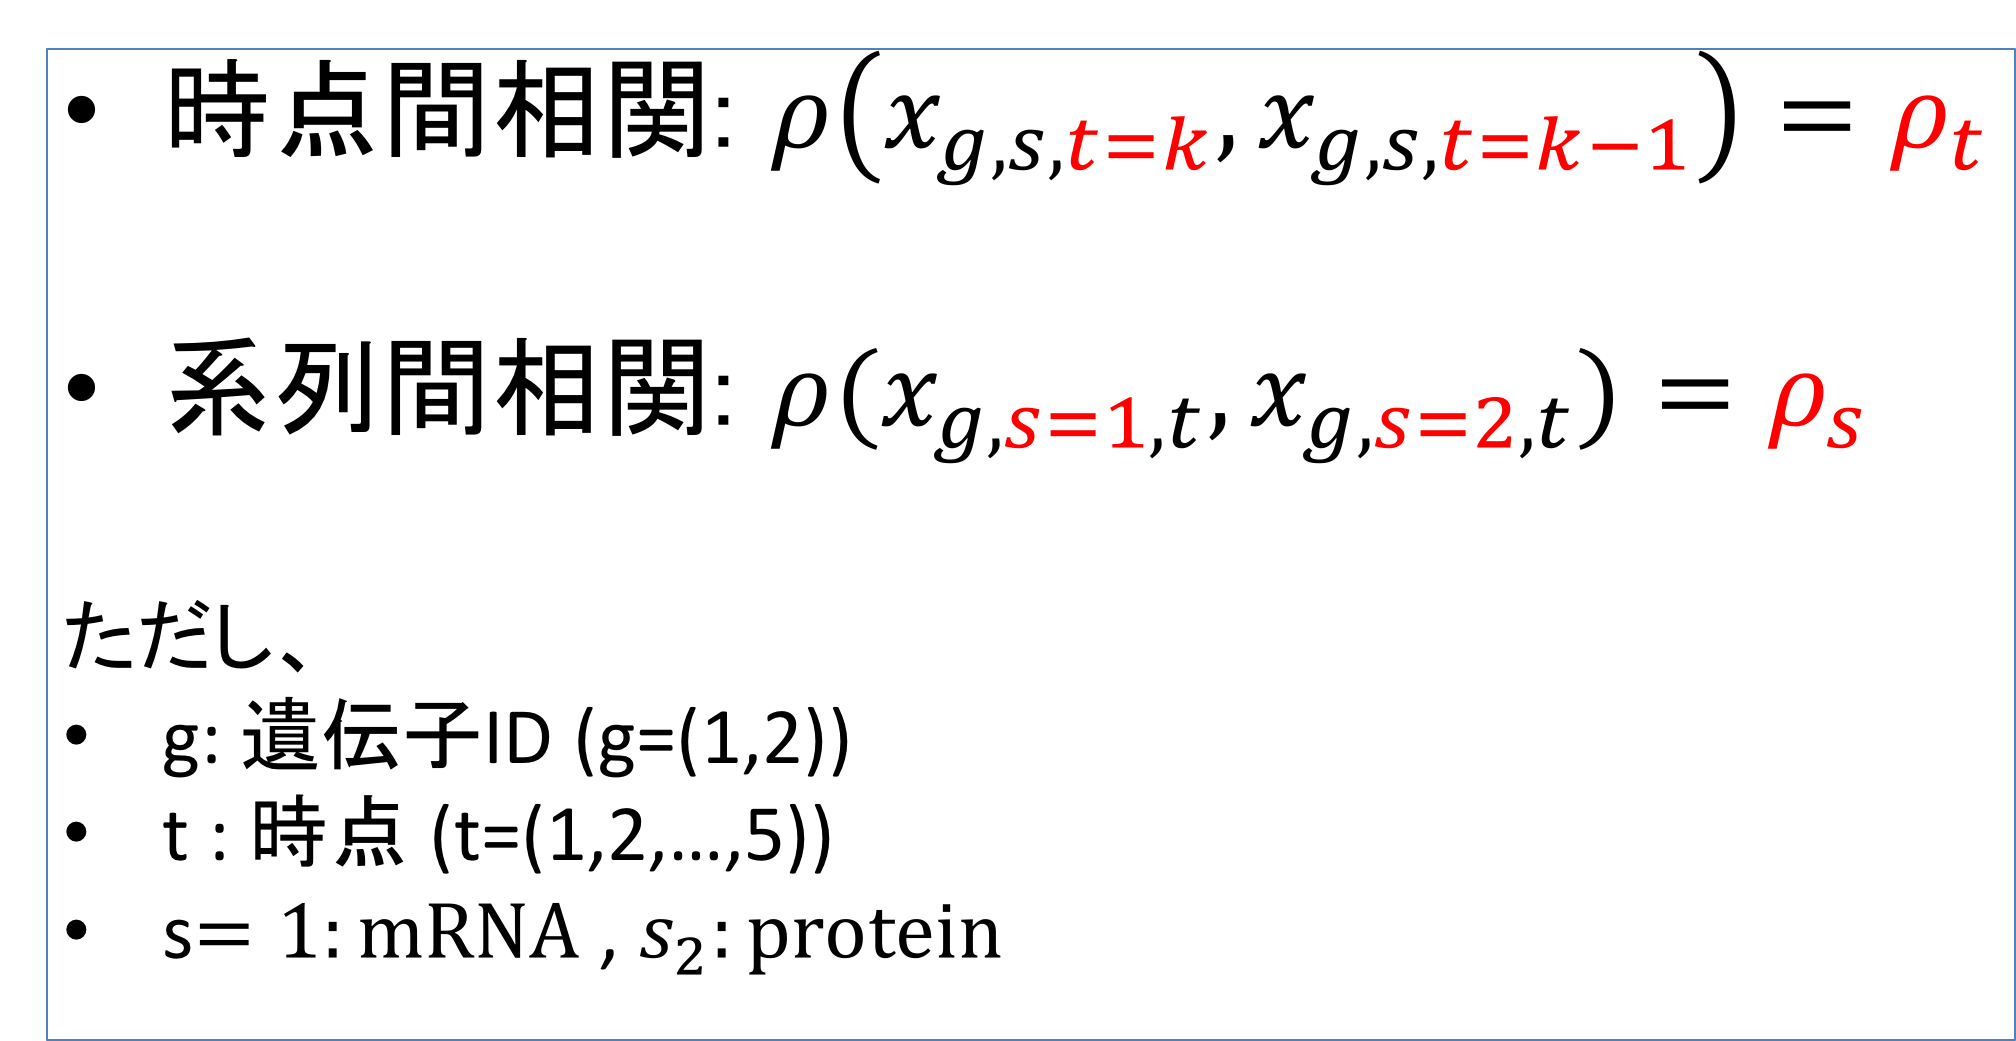 • 時点間相関: ρ(x_{g,s,t=k}, x_{g,s,t=k−1}) = ρ_t
• 系列間相関: ρ(x_{g,s=1,t}, x_{g,s=2,t}) = ρ_s
ただし、
• g: 遺伝子ID (g=(1,2))
• t : 時点 (t=(1,2,…,5))
• s= 1: mRNA , s_2: protein